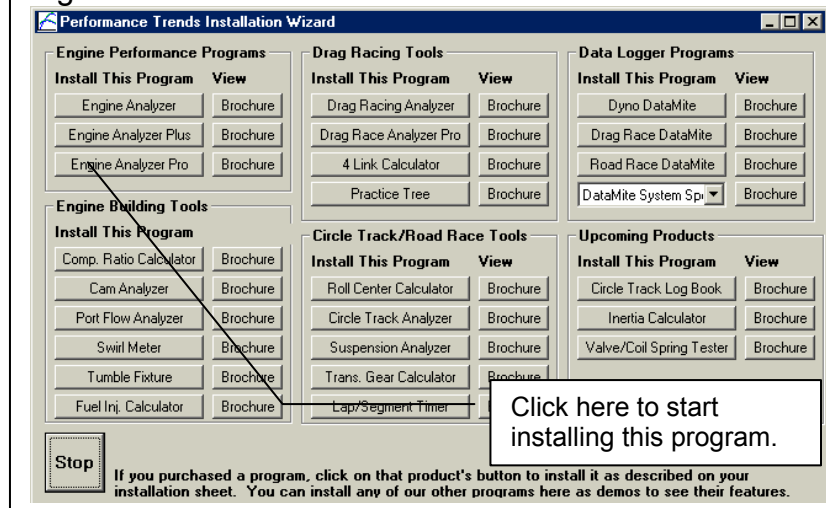 Performance Trends Installation Wizard
Engine Performance Programs
Install This Program View
Engine Analyzer Brochure
Engine Analyzer Plus Brochure
Engine Analyzer Pro Brochure
Engine Building Tools
Install This Program
Comp. Ratio Calculator Brochure
Cam Analyzer Brochure
Port Flow Analyzer Brochure
Swirl Meter Brochure
Tumble Fixture Brochure
Fuel Inj. Calculator Brochure
Drag Racing Tools
Install This Program View
Drag Racing Analyzer Brochure
Drag Race Analyzer Pro Brochure
4 Link Calculator Brochure
Practice Tree Brochure
Circle Track/Road Race Tools
Install This Program View
Roll Center Calculator Brochure
Circle Track Analyzer Brochure
Suspension Analyzer Brochure
Trans. Gear Calculator Brochure
Lap/Segment Timer
Data Logger Programs
Install This Program View
Dyno DataMite Brochure
Drag Race DataMite Brochure
Road Race DataMite Brochure
DataMite System Spe Brochure
Upcoming Products
Install This Program View
Circle Track Log Book Brochure
Inertia Calculator Brochure
Valve/Coil Spring Tester Brochure
Click here to start
installing this program.
Stop
If you purchased a program, click on that product's button to install it as described on your
installation sheet. You can install any of our other programs here as demos to see their features.